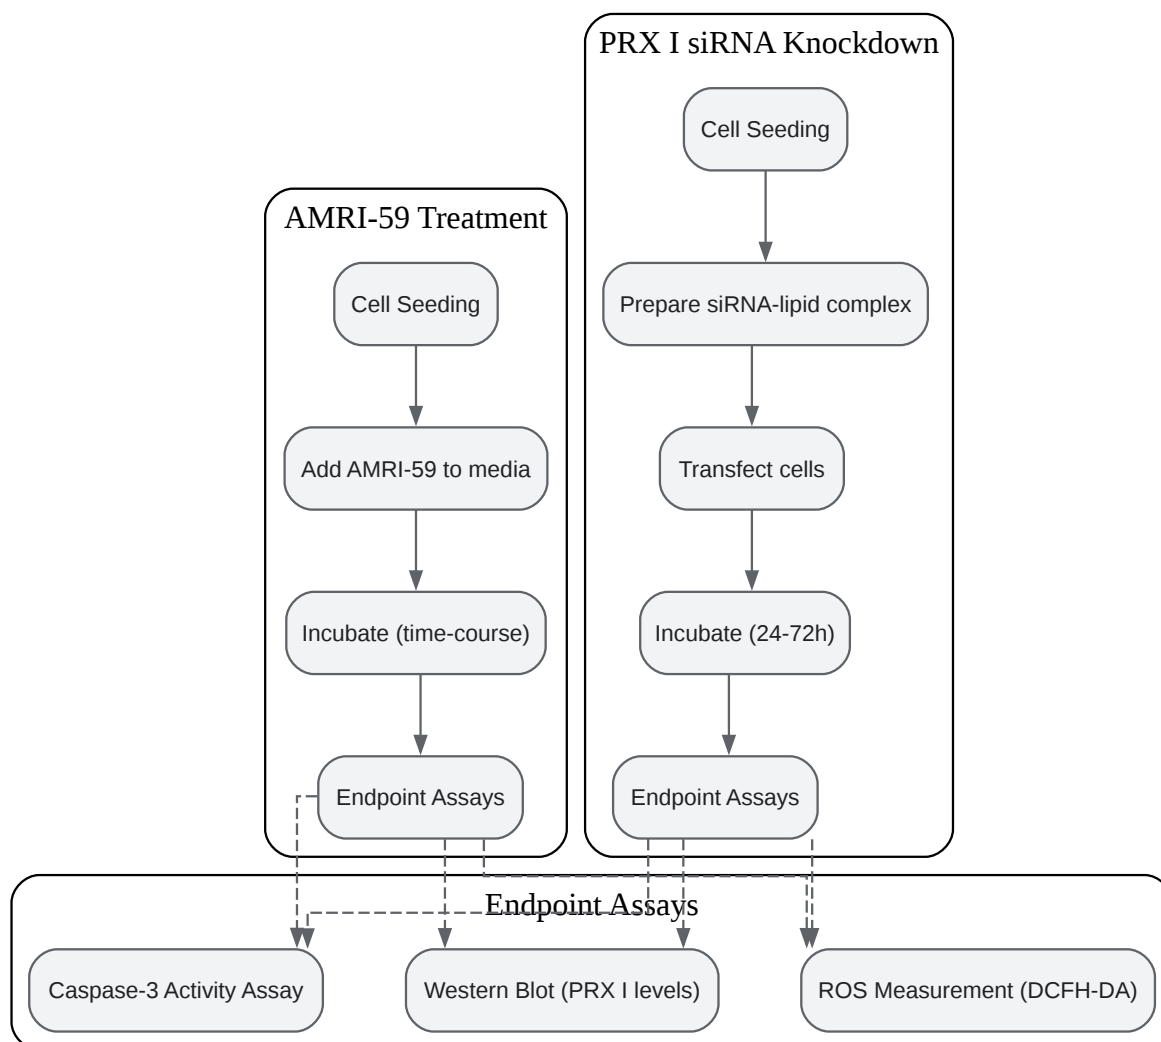 PRX I siRNA Knockdown
Cell Seeding
Prepare siRNA-lipid complex
Transfect cells
Incubate (24-72h)
Endpoint Assays
AMRI-59 Treatment
Cell Seeding
Add AMRI-59 to media
Incubate (time-course)
Endpoint Assays
Endpoint Assays
Caspase-3 Activity Assay
Western Blot (PRX I levels)
ROS Measurement (DCFH-DA)